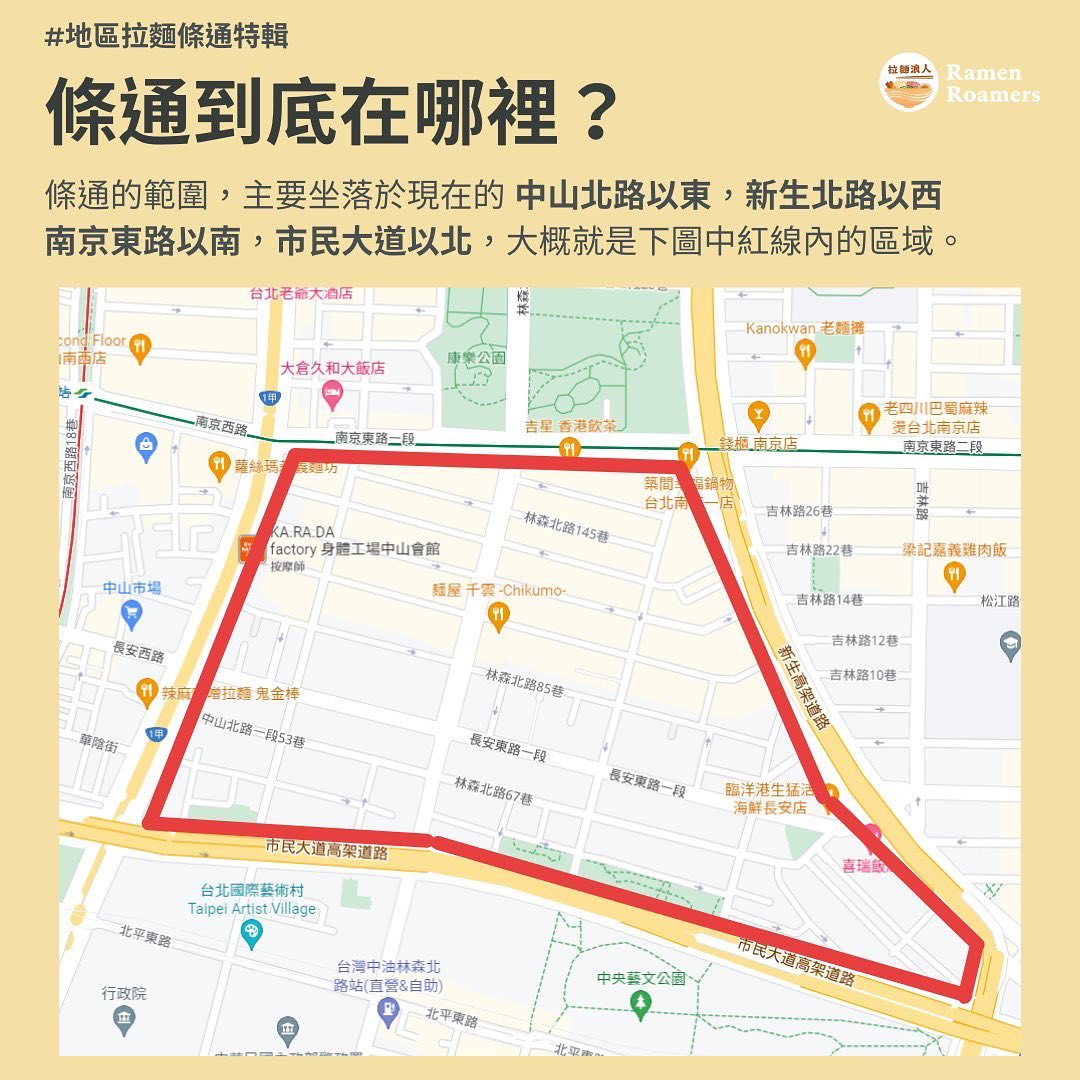 #地區拉麵條通特輯
條通到底在哪裡？
拉麵浪人
Ramen
Roamers
條通的範圍，主要坐落於現在的 中山北路以東，新生北路以西
南京東路以南，市民大道以北，大概就是下圖中紅線內的區域。
台北老爺大酒店
林森
Kanokwan 老麵攤
cond Floor
南西店
康樂公園
大倉久和大飯店
1甲
站
老四川巴蜀麻辣
燙台北南京店
吉星 香港飲茶
南京西路
南京東路一段
錢櫃 南京店
南京東路二段
南京西路18巷
蘿絲瑪
義麵坊
築間幸福鍋物
台北南
一店
吉林路
林森北路145巷
吉林路26巷
KA.RA.DA
factory 身體工場中山會館
按摩師
吉林路22巷
梁記嘉義雞肉飯
中山市場
麵屋 千雲 -Chikumo-
吉林路14巷
松江路
長安西路
吉林路12巷
新生高架道路
吉林路10巷
林森北路85巷
辣麻味噌拉麵 鬼金棒
中山北路一段53巷
1甲
華陰街
長安東路一段
長安東路一段
林森北路67巷
臨洋港生猛活
海鮮長安店
市民大道高架道路
喜瑞飯
台北國際藝術村
Taipei Artist Village
北平東路
市民大道高架道路
台灣中油林森北
路站(直營&自助)
中央藝文公園
行政院
北平東路
北平東